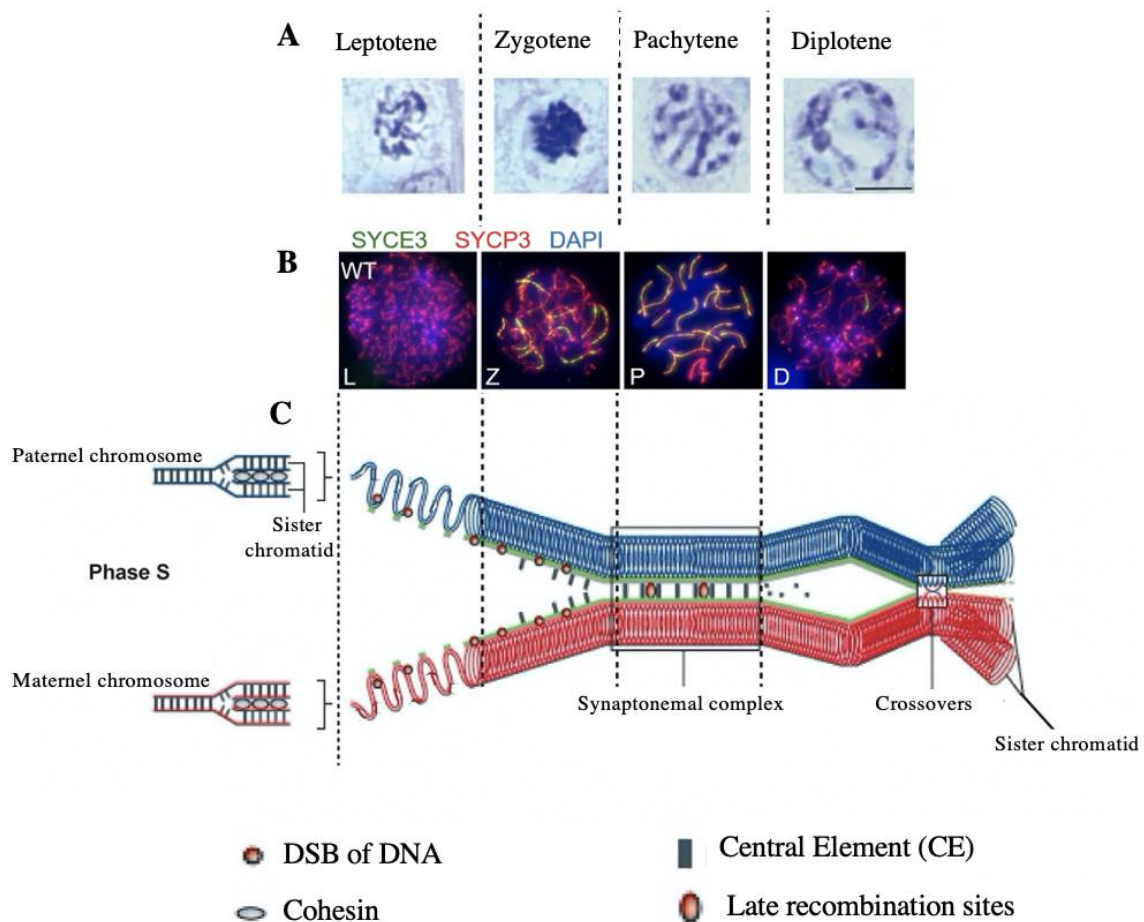 A
Leptotene
Zygotene
Pachytene
Diplotene
SYCE3 SYCP3 DAPI
B
WT
L
Z
P
D
C
Paternel chromosome
Sister
chromatid
Phase S
Maternel chromosome
Synaptonemal complex
Crossovers
Sister chromatid
DSB of DNA
Central Element (CE)
Cohesin
Late recombination sites